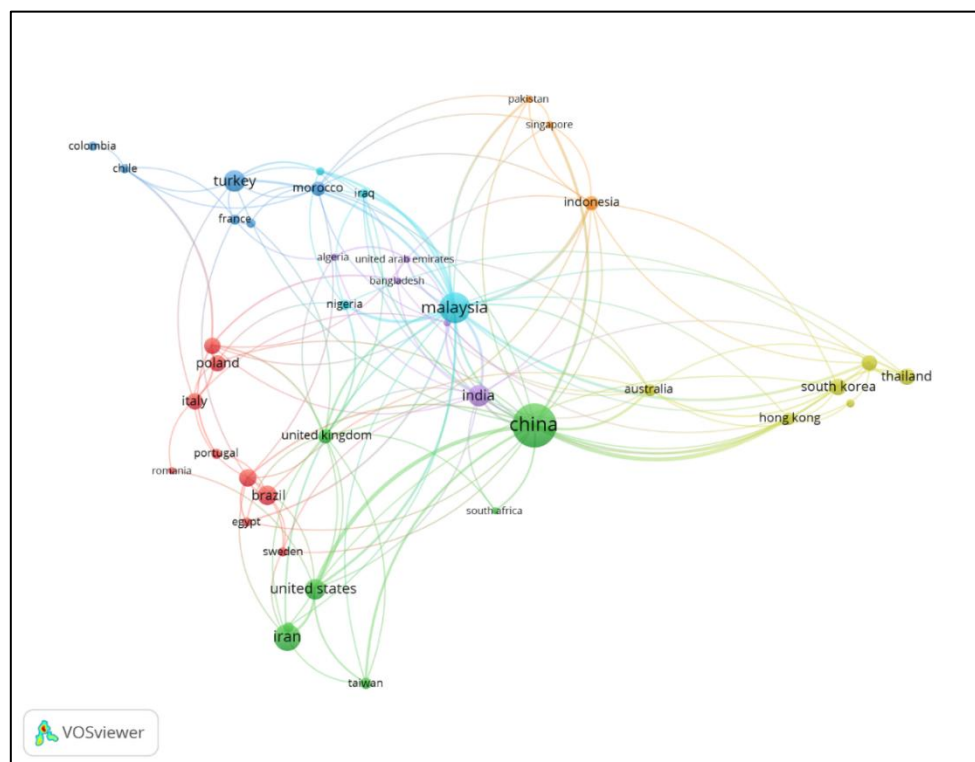 pakistan
singapore
colombia
chile
turkey
morocco
iraq
indonesia
france
algeria
united arab emirates
bangladesh
nigeria
malaysia
poland
thailand
south korea
australia
italy
india
hong kong
china
united kingdom
portugal
romania
brazil
south africa
egypt
sweden
united states
iran
taiwan
VOSviewer